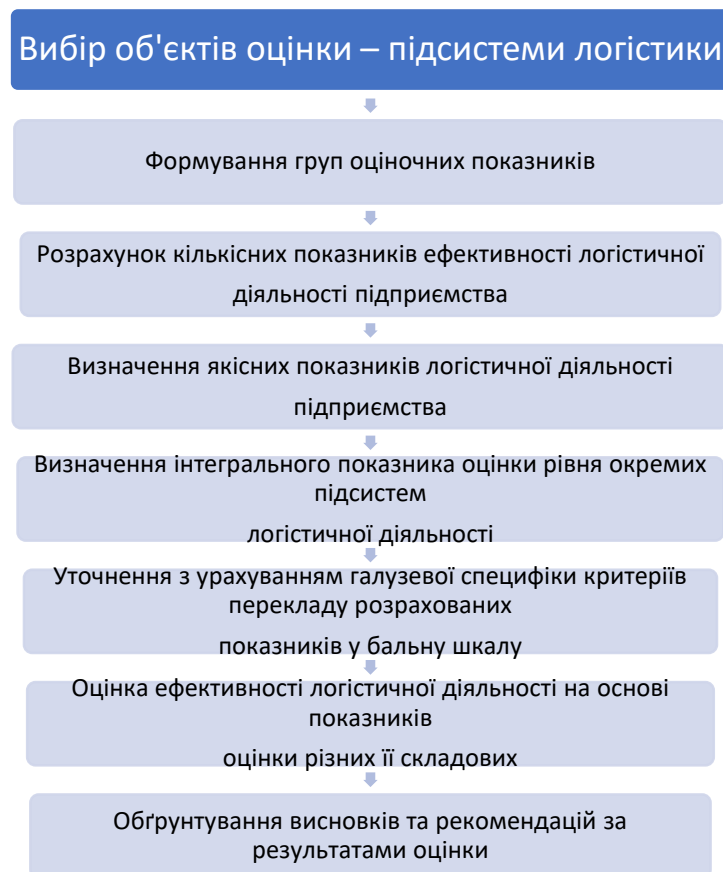 Вибір об'єктів оцінки – підсистеми логістики
Формування груп оціночних показників
Розрахунок кількісних показників ефективності логістичної
діяльності підприємства
Визначення якісних показників логістичної діяльності
підприємства
Визначення інтегрального показника оцінки рівня окремих
підсистем
логістичної діяльності
Уточнення з урахуванням галузевої специфіки критеріїв
перекладу розрахованих
показників у бальну шкалу
Оцінка ефективності логістичної діяльності на основі
показників
оцінки різних її складових
Обґрунтування висновків та рекомендацій за
результатами оцінки